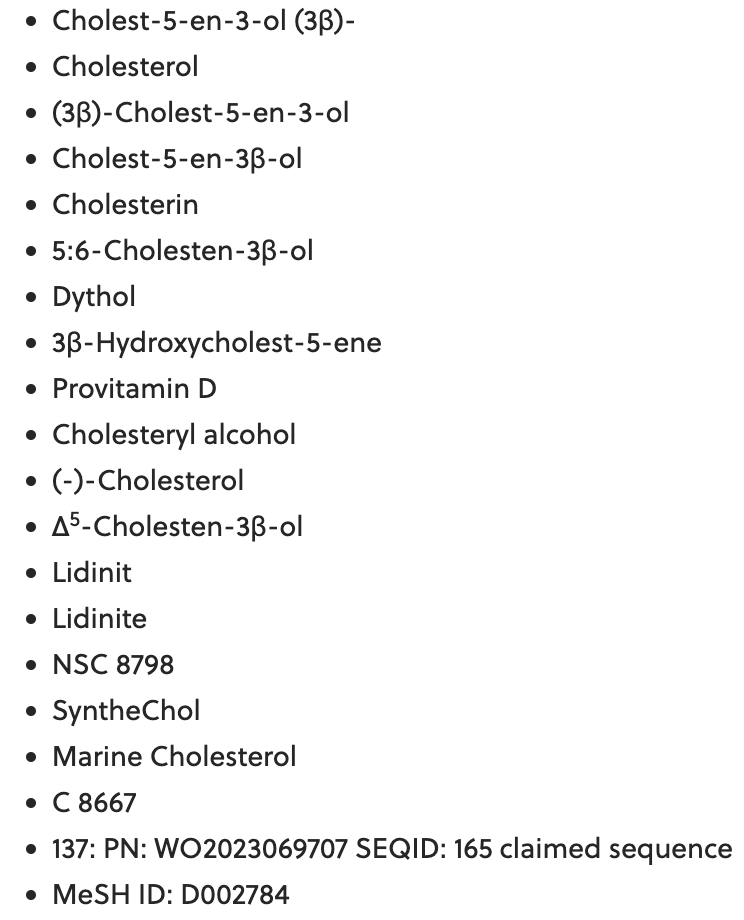 • Cholest-5-en-3-ol (3β)-
• Cholesterol
• (3β)-Cholest-5-en-3-ol
• Cholest-5-en-3β-ol
• Cholesterin
• 5:6-Cholesten-3β-ol
• Dythol
• 3β-Hydroxycholest-5-ene
• Provitamin D
• Cholesteryl alcohol
• (-)-Cholesterol
• Δ⁵-Cholesten-3β-ol
• Lidinit
• Lidinite
• NSC 8798
• SyntheChol
• Marine Cholesterol
• C 8667
• 137: PN: WO2023069707 SEQID: 165 claimed sequence
• MeSH ID: D002784